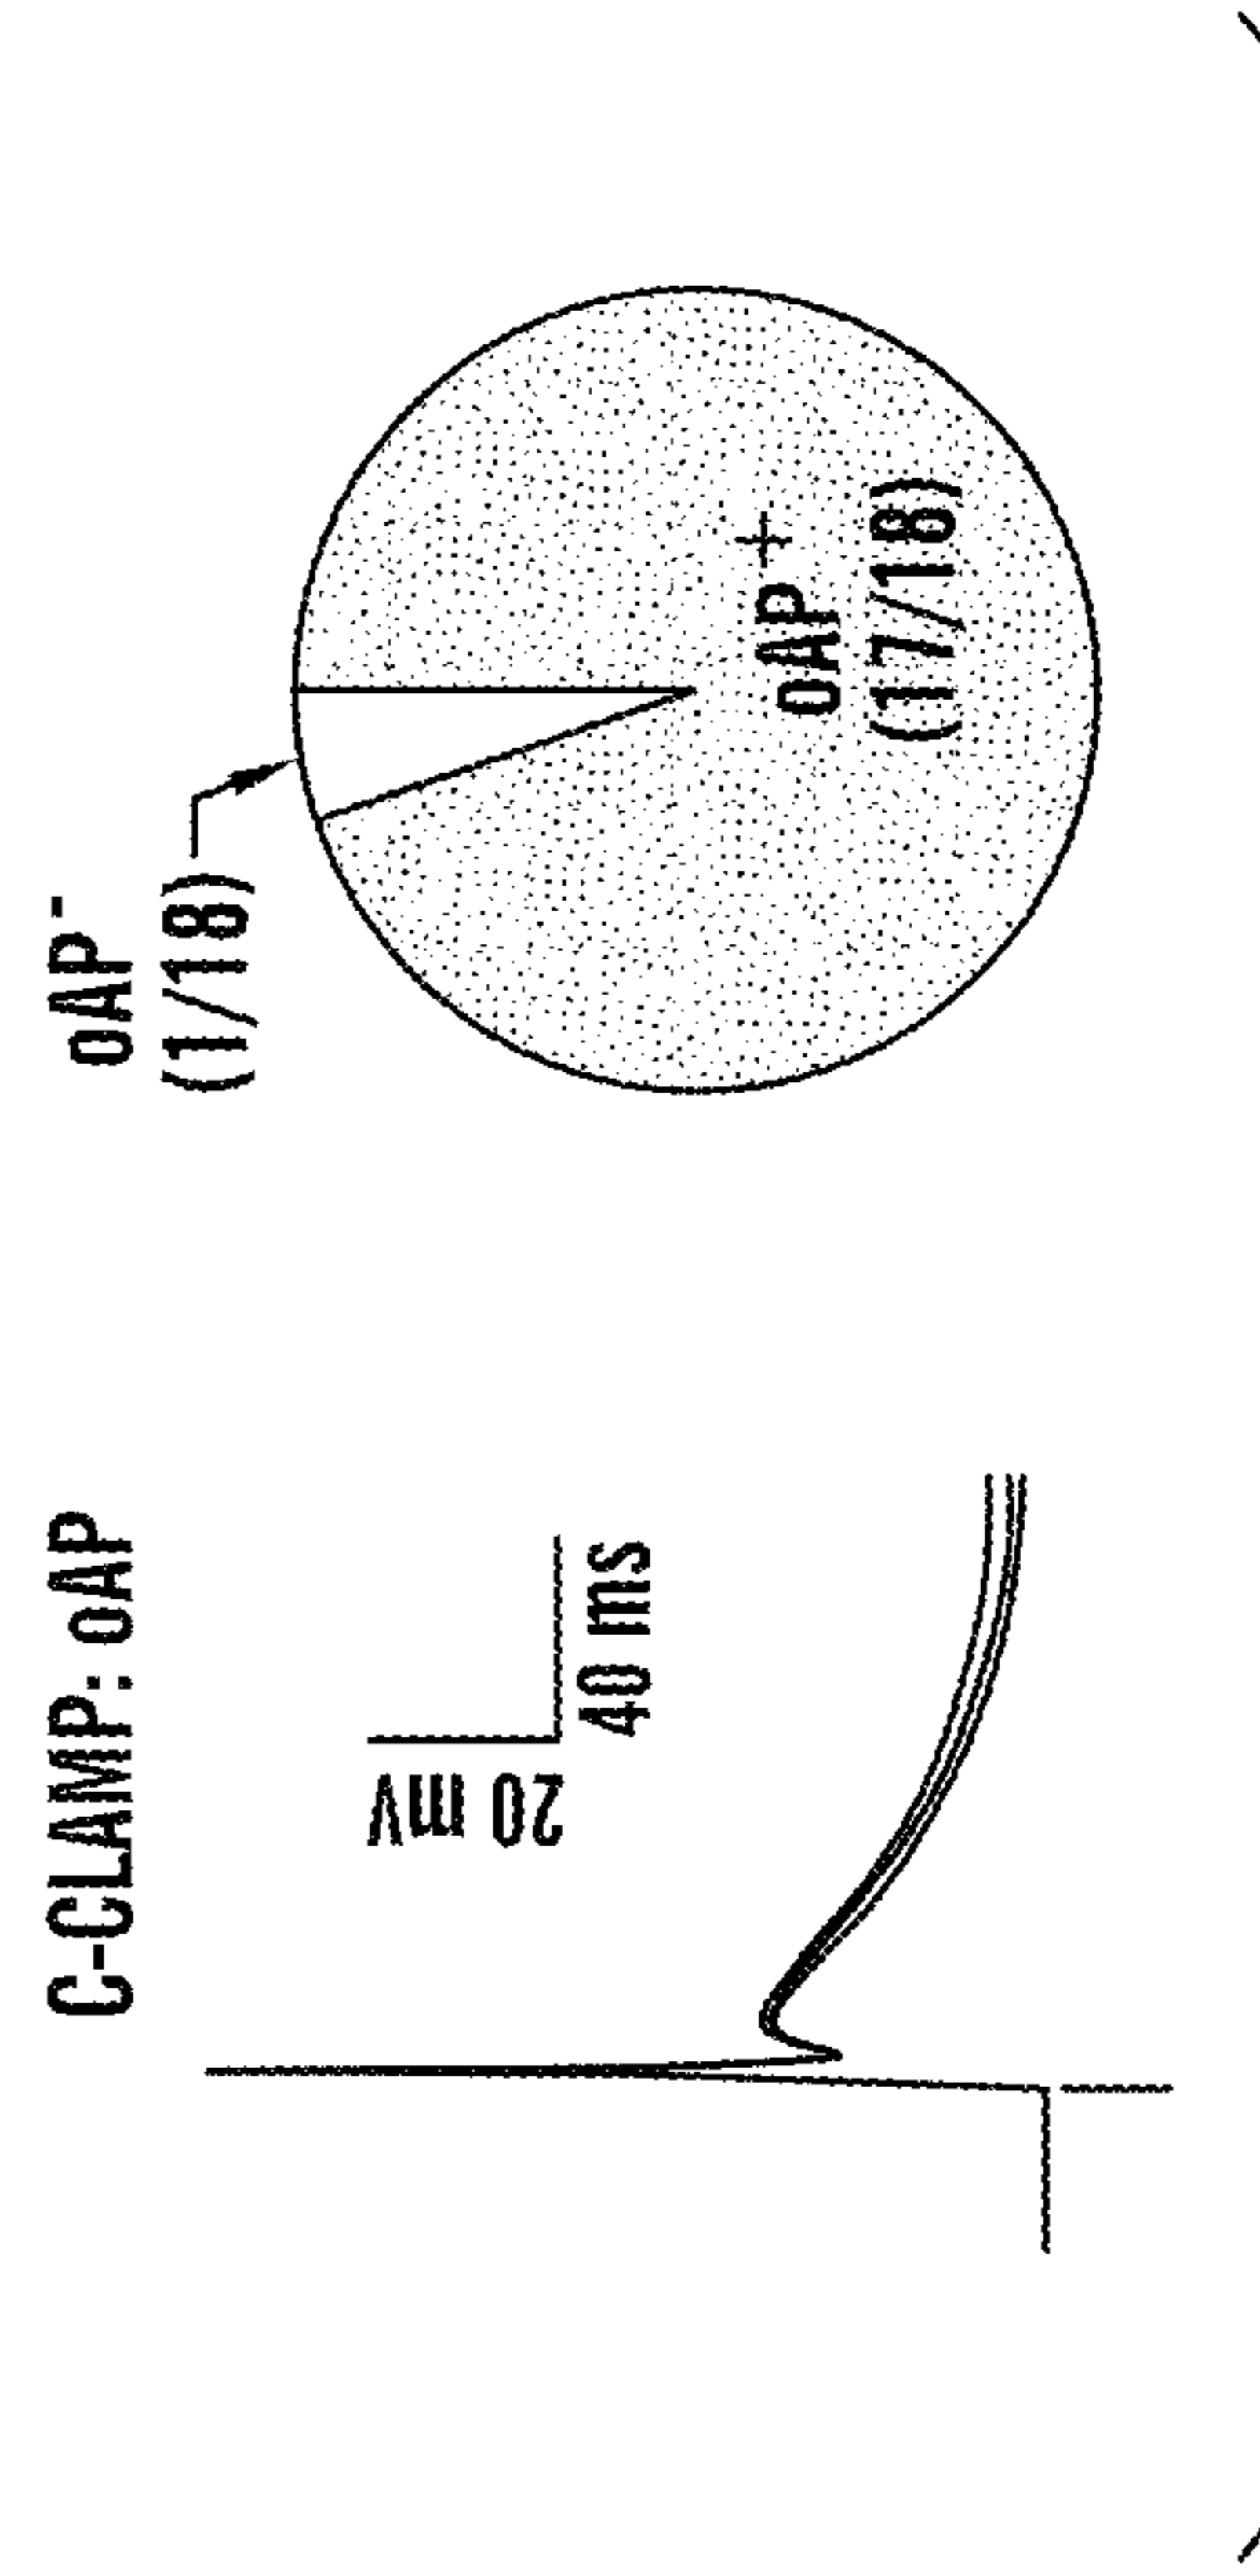 C-CLAMP: oAP
20 mV
40 ms
oAP⁻
(1/18)
oAP⁺
(17/18)